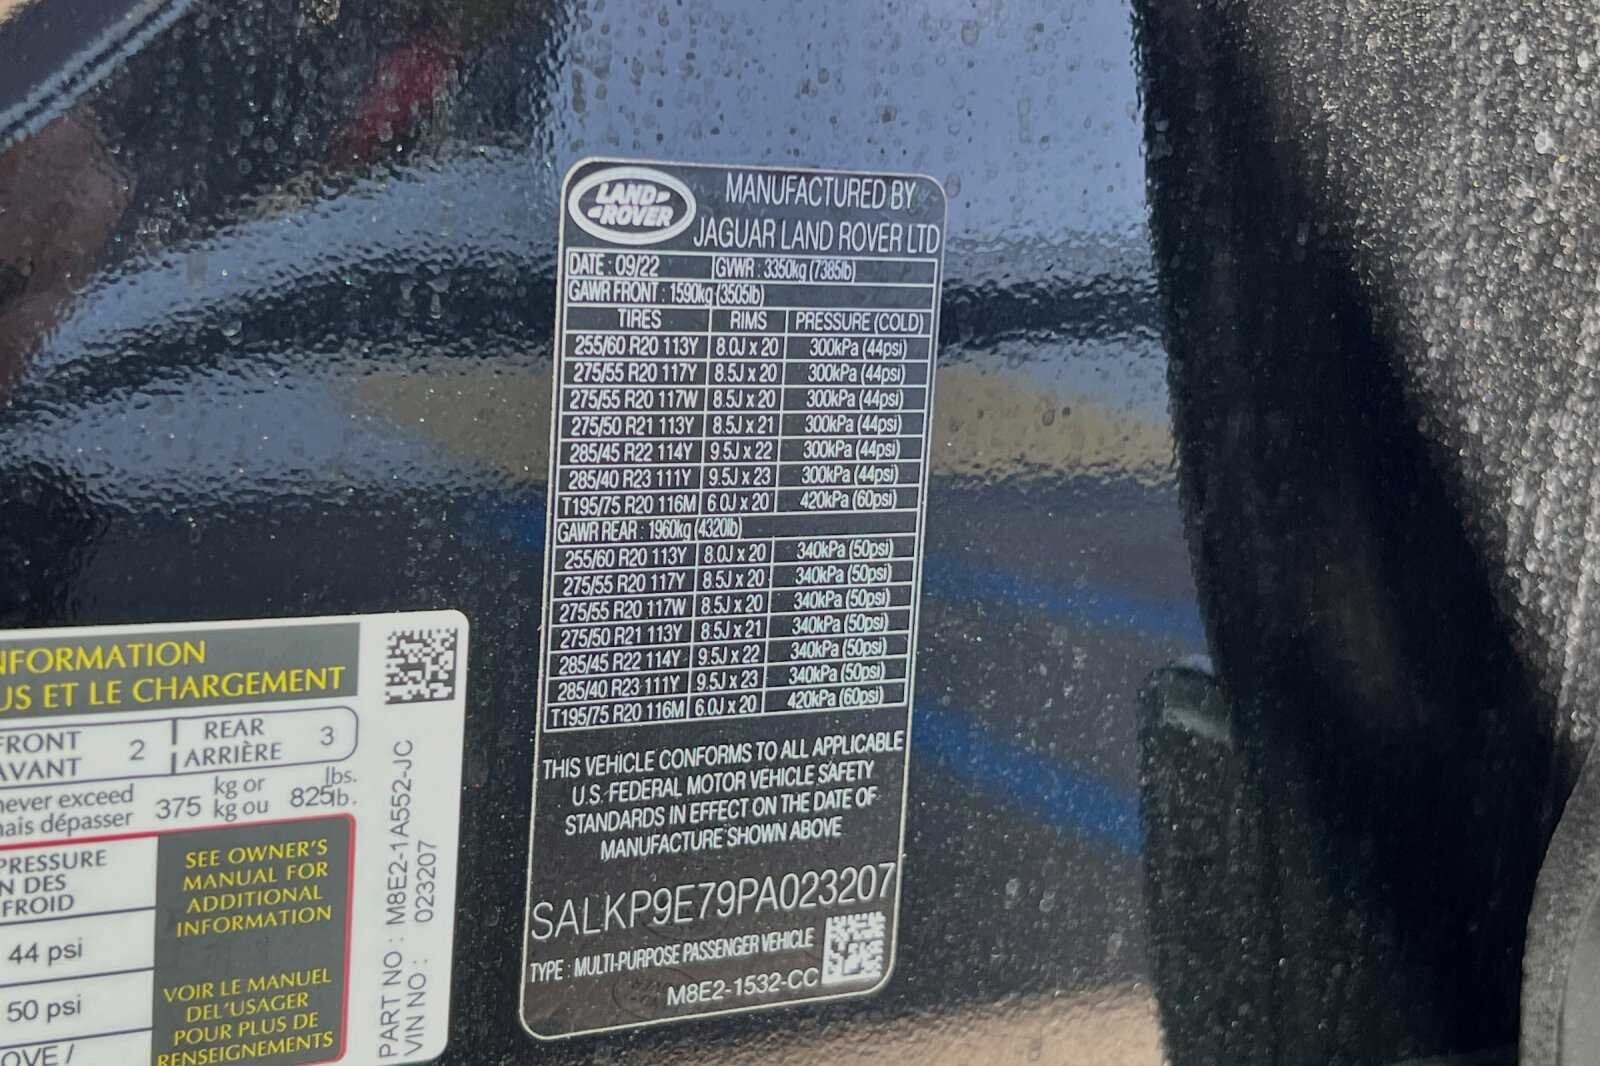 LAND
ROVER
MANUFACTURED BY
JAGUAR LAND ROVER LTD
DATE : 09/22 GVWR : 3350kg (7385lb)
GAWR FRONT : 1590kg (3505lb)
TIRES RIMS PRESSURE (COLD)
255/60 R20 113Y 8.0J x 20 300kPa (44psi)
275/55 R20 117Y 8.5J x 20 300kPa (44psi)
275/55 R20 117W 8.5J x 20 300kPa (44psi)
275/50 R21 113Y 8.5J x 21 300kPa (44psi)
285/45 R22 114Y 9.5J x 22 300kPa (44psi)
285/40 R23 111Y 9.5J x 23 300kPa (44psi)
T195/75 R20 116M 6.0J x 20 420kPa (60psi)
GAWR REAR : 1960kg (4320lb)
255/60 R20 113Y 8.0J x 20 340kPa (50psi)
275/55 R20 117Y 8.5J x 20 340kPa (50psi)
275/55 R20 117W 8.5J x 20 340kPa (50psi)
275/50 R21 113Y 8.5J x 21 340kPa (50psi)
285/45 R22 114Y 9.5J x 22 340kPa (50psi)
285/40 R23 111Y 9.5J x 23 340kPa (50psi)
T195/75 R20 116M 6.0J x 20 420kPa (60psi)
THIS VEHICLE CONFORMS TO ALL APPLICABLE
U.S. FEDERAL MOTOR VEHICLE SAFETY
STANDARDS IN EFFECT ON THE DATE OF
MANUFACTURE SHOWN ABOVE
SALKP9E79PA023207
TYPE : MULTI-PURPOSE PASSENGER VEHICLE
M8E2-1532-CC
NFORMATION
US ET LE CHARGEMENT
FRONT 2 REAR 3
AVANT ARRIÈRE
never exceed 375 kg or 825 lbs.
mais dépasser kg ou lb.
PRESSURE
N DES
FROID
44 psi
50 psi
OVE /
SEE OWNER'S
MANUAL FOR
ADDITIONAL
INFORMATION
VOIR LE MANUEL
DEL'USAGER
POUR PLUS DE
RENSEIGNEMENTS
PART NO : M8E2-1A552-JC
VIN NO : 023207